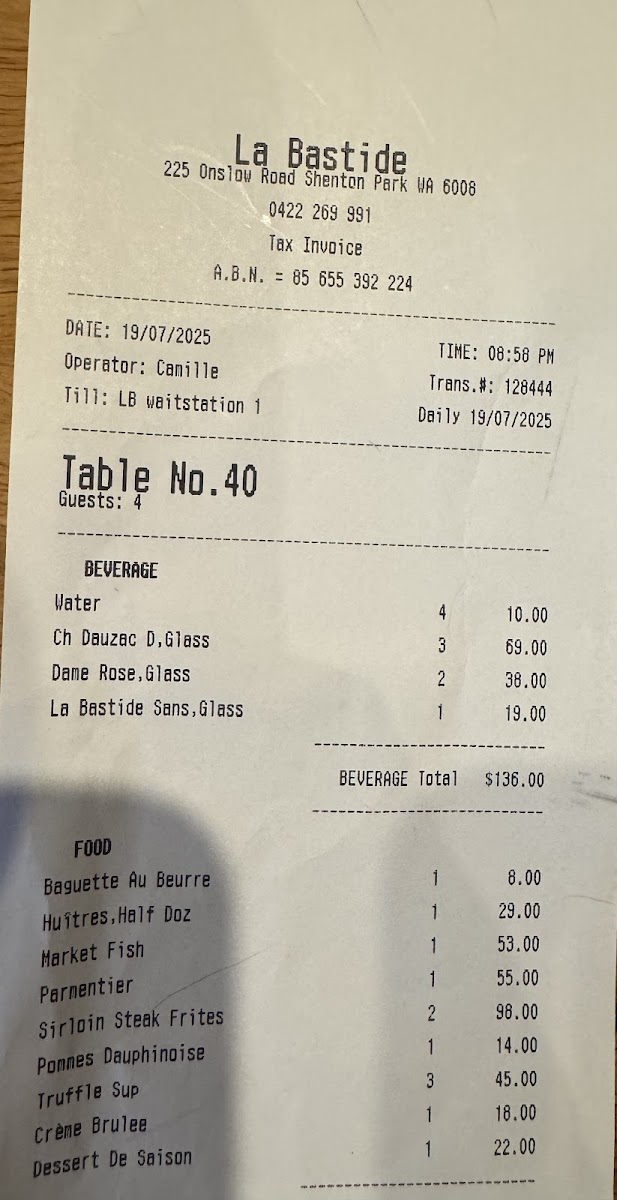 La Bastide
225 Onslow Road Shenton Park WA 6008
0422 269 991
Tax Invoice
A.B.N. = 85 655 392 224
DATE: 19/07/2025 TIME: 08:58 PM
Operator: Camille Trans.#: 128444
Till: LB waitstation 1 Daily 19/07/2025
Table No.40
Guests: 4
BEVERAGE
Water 4 10.00
Ch Dauzac D,Glass 3 69.00
Dame Rose,Glass 2 38.00
La Bastide Sans,Glass 1 19.00
BEVERAGE Total $136.00
FOOD
Baguette Au Beurre 1 8.00
Huîtres,Half Doz 1 29.00
Market Fish 1 53.00
Parmentier 1 55.00
Sirloin Steak Frites 2 98.00
Pommes Dauphinoise 1 14.00
Truffle Sup 3 45.00
Crème Brulee 1 18.00
Dessert De Saison 1 22.00